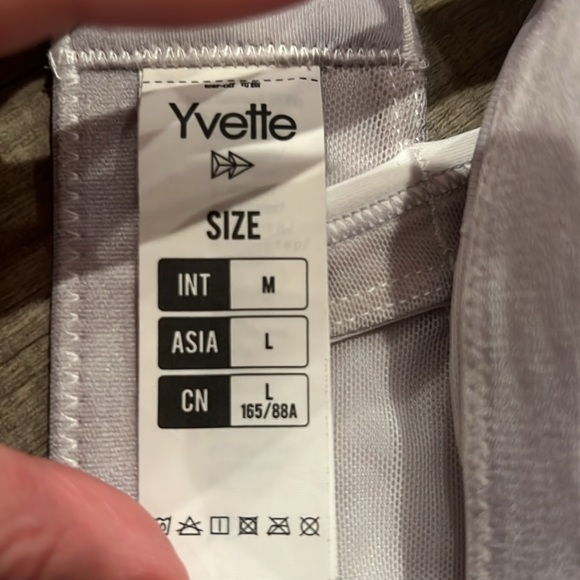 Yvette
SIZE
INT M
ASIA L
CN L
165/88A